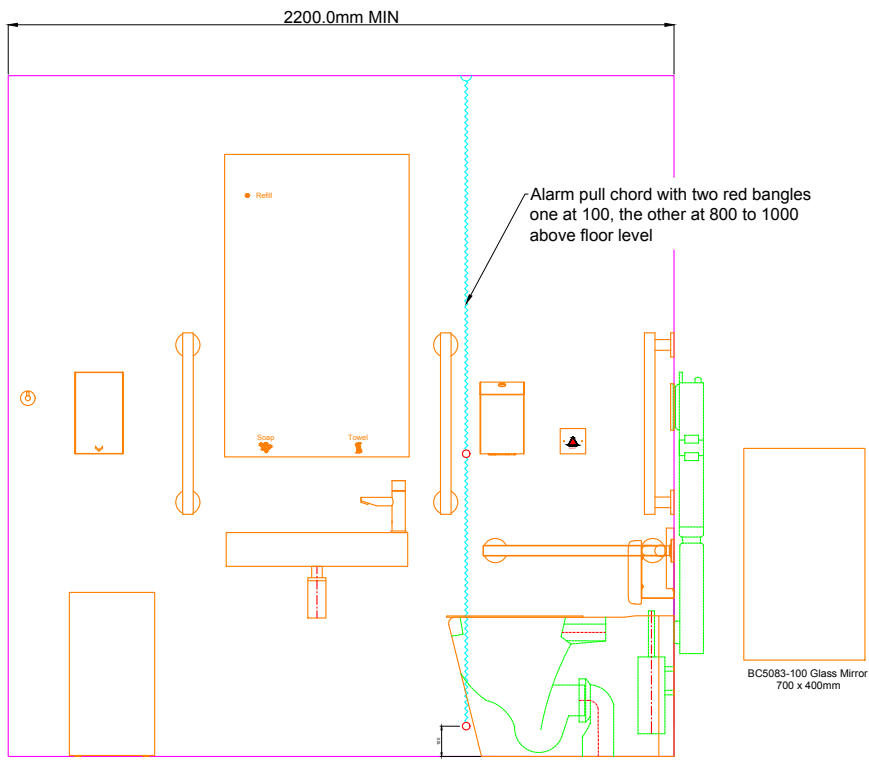 2200.0mm MIN
Refill
Alarm pull chord with two red bangles
one at 100, the other at 800 to 1000
above floor level
Soap
Towel
BC5083-100 Glass Mirror
700 x 400mm